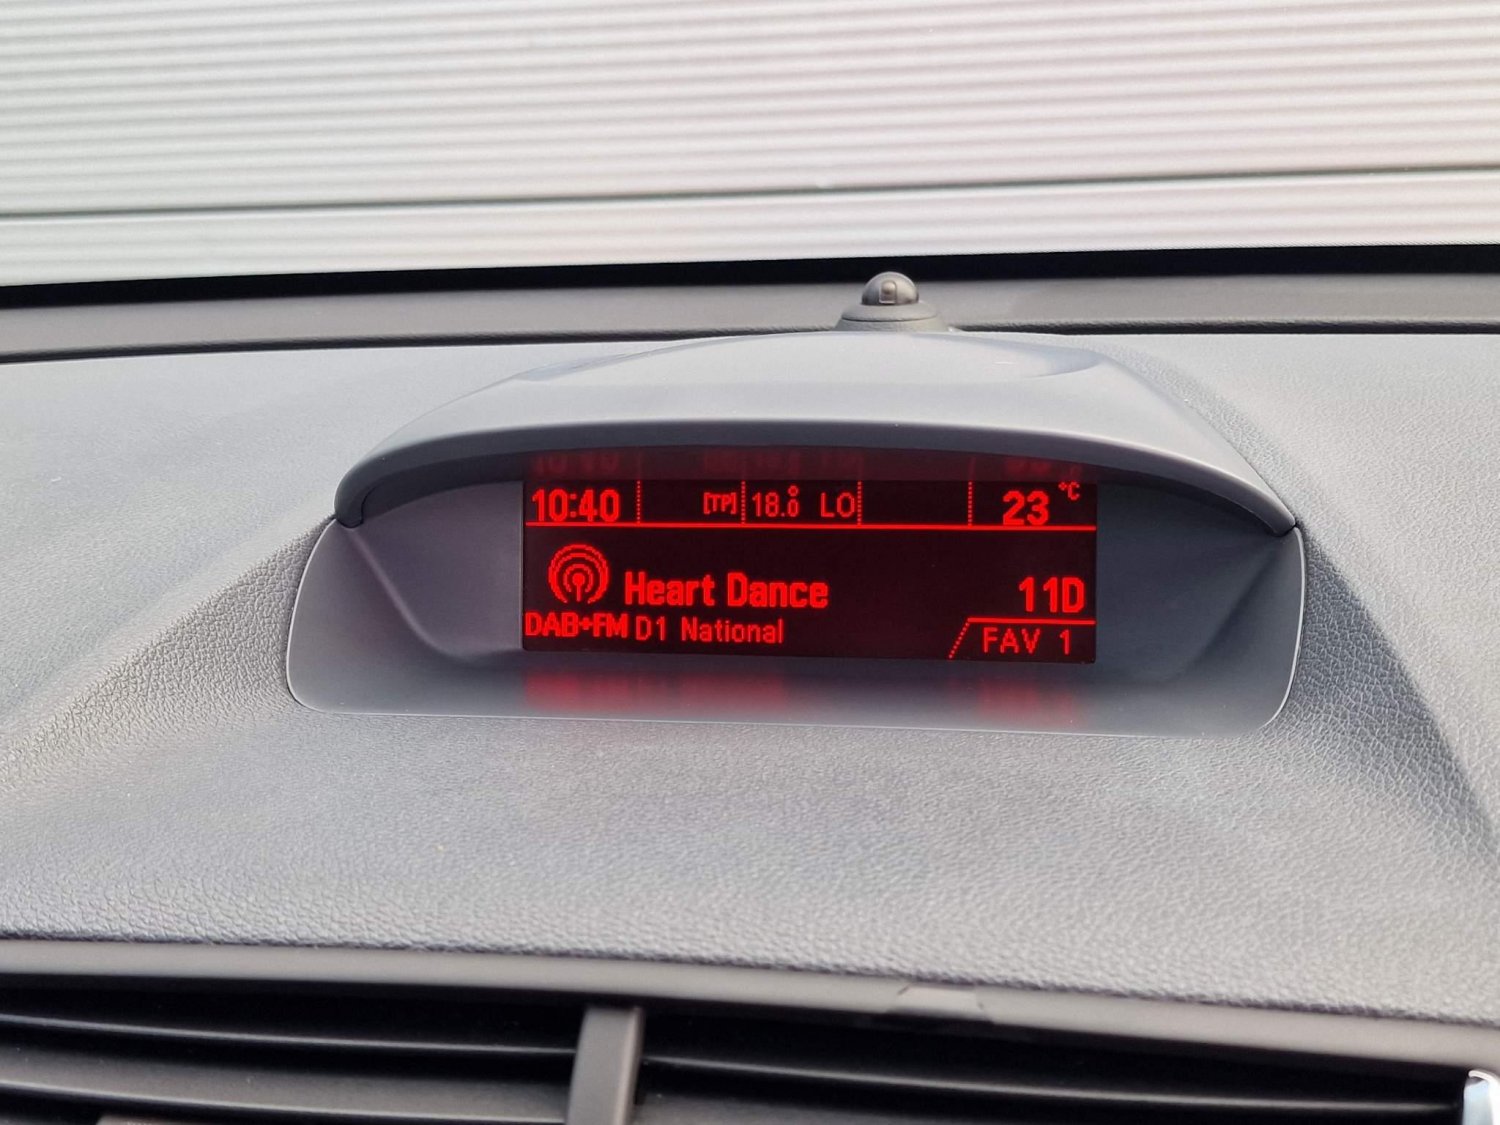 10:40 [TP] 18.0° LO 23 °C
Heart Dance 11D
DAB+FM D1 National FAV 1